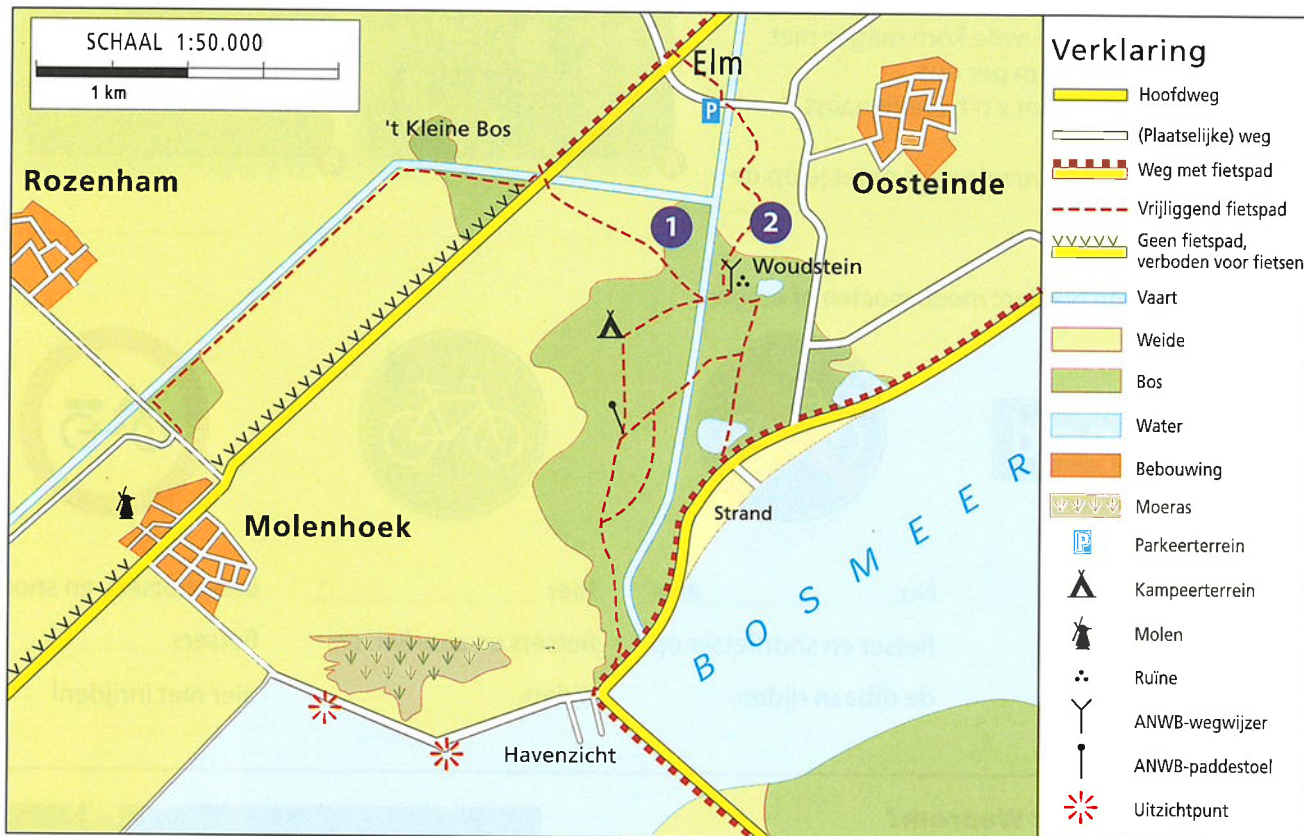 SCHAAL 1:50.000
1 km
Elm
P
't Kleine Bos
Rozenham
Oosteinde
1
2
Woudstein
Strand
Molenhoek
BOSMEER
Havenzicht
Verklaring
Hoofdweg
(Plaatselijke) weg
Weg met fietspad
Vrijliggend fietspad
Geen fietspad,
verboden voor fietsen
Vaart
Weide
Bos
Water
Bebouwing
Moeras
P
Parkeerterrein
Kampeerterrein
Molen
Ruïne
ANWB-wegwijzer
ANWB-paddestoel
Uitzichtpunt